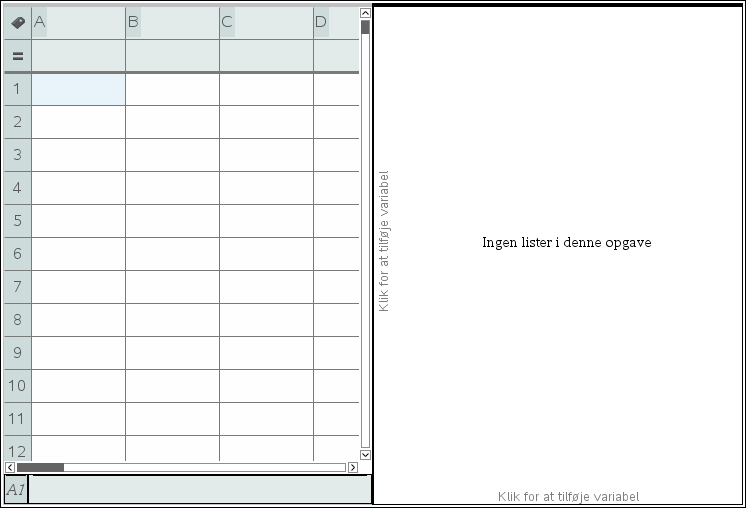 A B C D
=
1
2
3
4
5
6
7
8
9
10
11
12
A1
Klik for at tilføje variabel
Ingen lister i denne opgave
Klik for at tilføje variabel